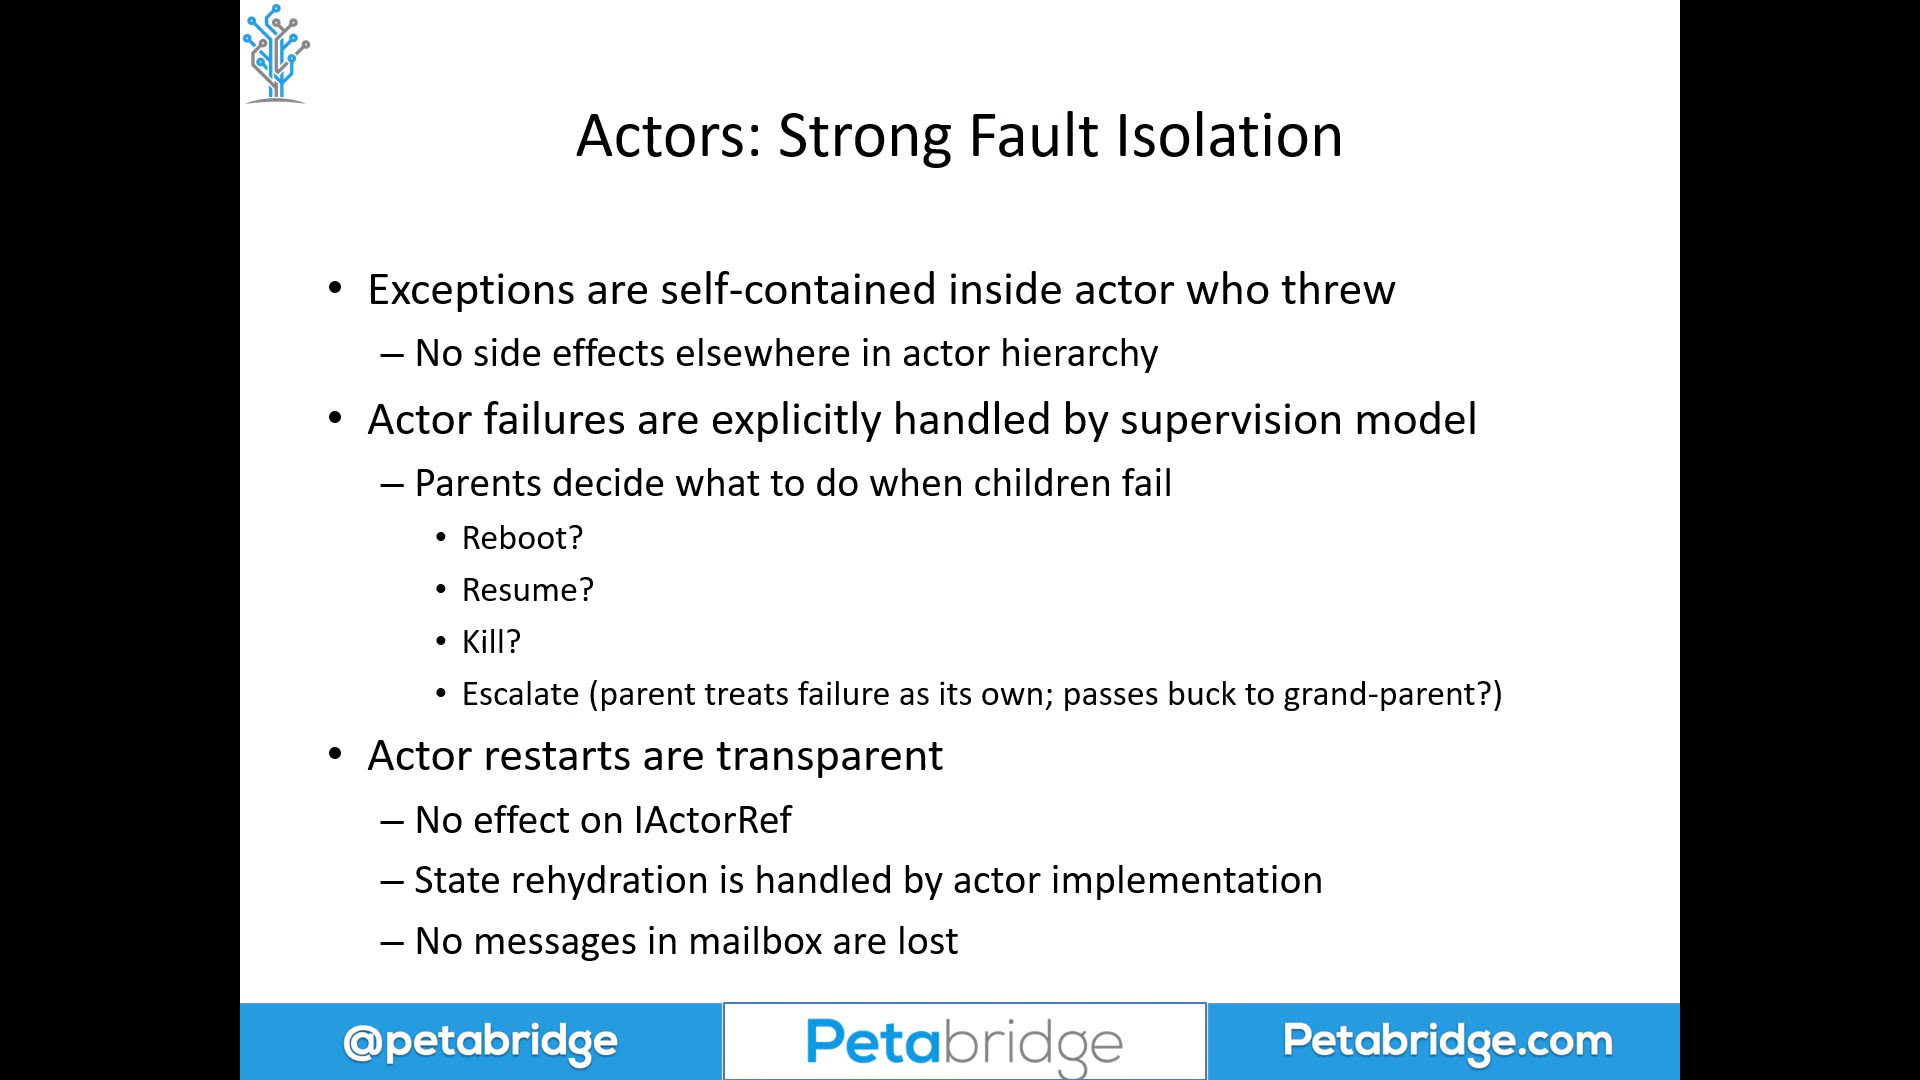 Actors: Strong Fault Isolation
• Exceptions are self-contained inside actor who threw
– No side effects elsewhere in actor hierarchy
• Actor failures are explicitly handled by supervision model
– Parents decide what to do when children fail
• Reboot?
• Resume?
• Kill?
• Escalate (parent treats failure as its own; passes buck to grand-parent?)
• Actor restarts are transparent
– No effect on IActorRef
– State rehydration is handled by actor implementation
– No messages in mailbox are lost
@petabridge
Petabridge
Petabridge.com